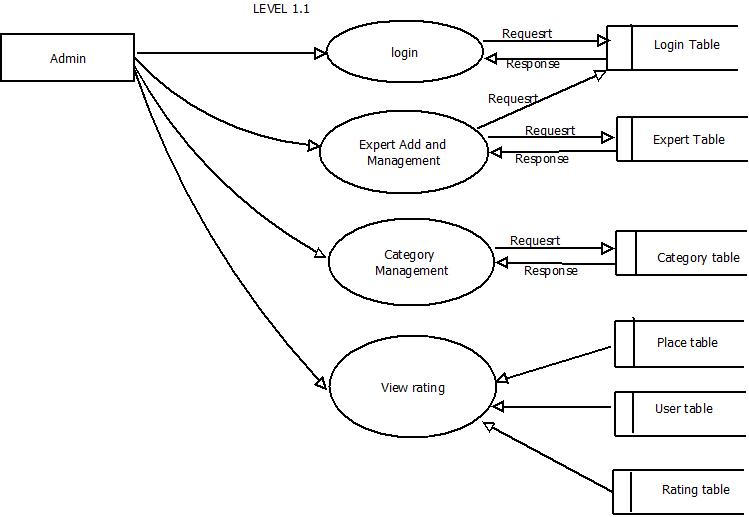 LEVEL 1.1
Admin
login
Requesrt
Response
Login Table
Requesrt
Expert Add and
Management
Requesrt
Response
Expert Table
Category
Management
Requesrt
Response
Category table
View rating
Place table
User table
Rating table